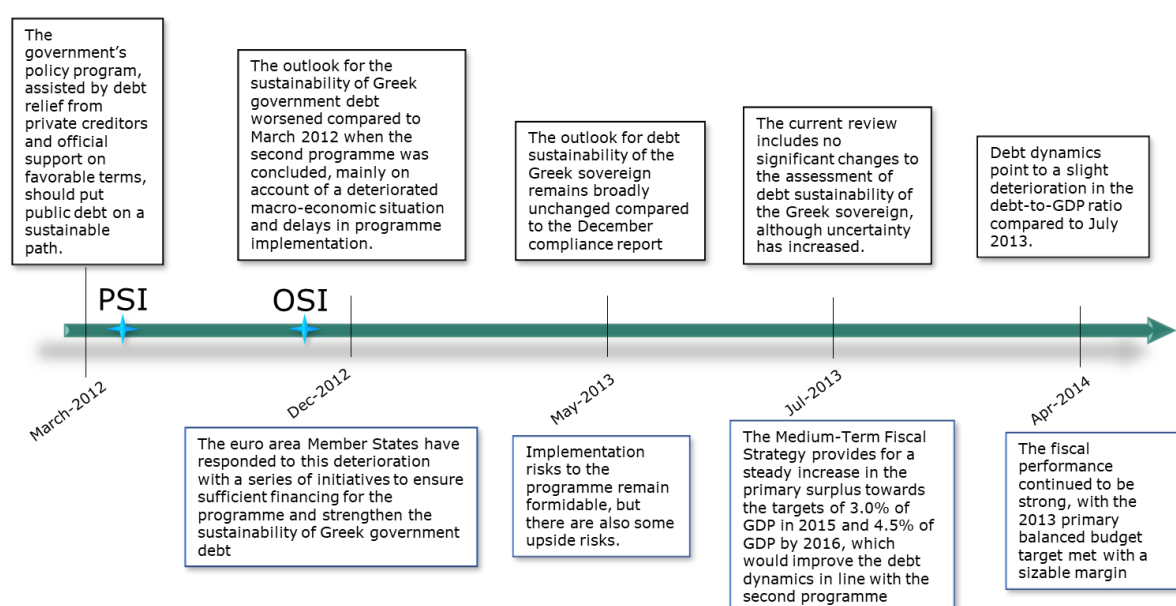 The
government’s
policy program,
assisted by debt
relief from
private creditors
and official
support on
favorable terms,
should put
public debt on a
sustainable
path.
The outlook for the
sustainability of Greek
government debt
worsened compared to
March 2012 when the
second programme was
concluded, mainly on
account of a deteriorated
macro-economic situation
and delays in programme
implementation.
The outlook for debt
sustainability of the
Greek sovereign
remains broadly
unchanged compared
to the December
compliance report
The current review
includes no
significant changes to
the assessment of
debt sustainability of
the Greek sovereign,
although uncertainty
has increased.
Debt dynamics
point to a slight
deterioration in the
debt-to-GDP ratio
compared to July
2013.
PSI
OSI
March-2012
Dec-2012
May-2013
Jul-2013
Apr-2014
The euro area Member States have
responded to this deterioration
with a series of initiatives to ensure
sufficient financing for the
programme and strengthen the
sustainability of Greek government
debt
Implementation
risks to the
programme remain
formidable, but
there are also some
upside risks.
The Medium-Term Fiscal
Strategy provides for a
steady increase in the
primary surplus towards
the targets of 3.0% of
GDP in 2015 and 4.5% of
GDP by 2016, which
would improve the debt
dynamics in line with the
second programme
The fiscal
performance
continued to be
strong, with the
2013 primary
balanced budget
target met with a
sizable margin